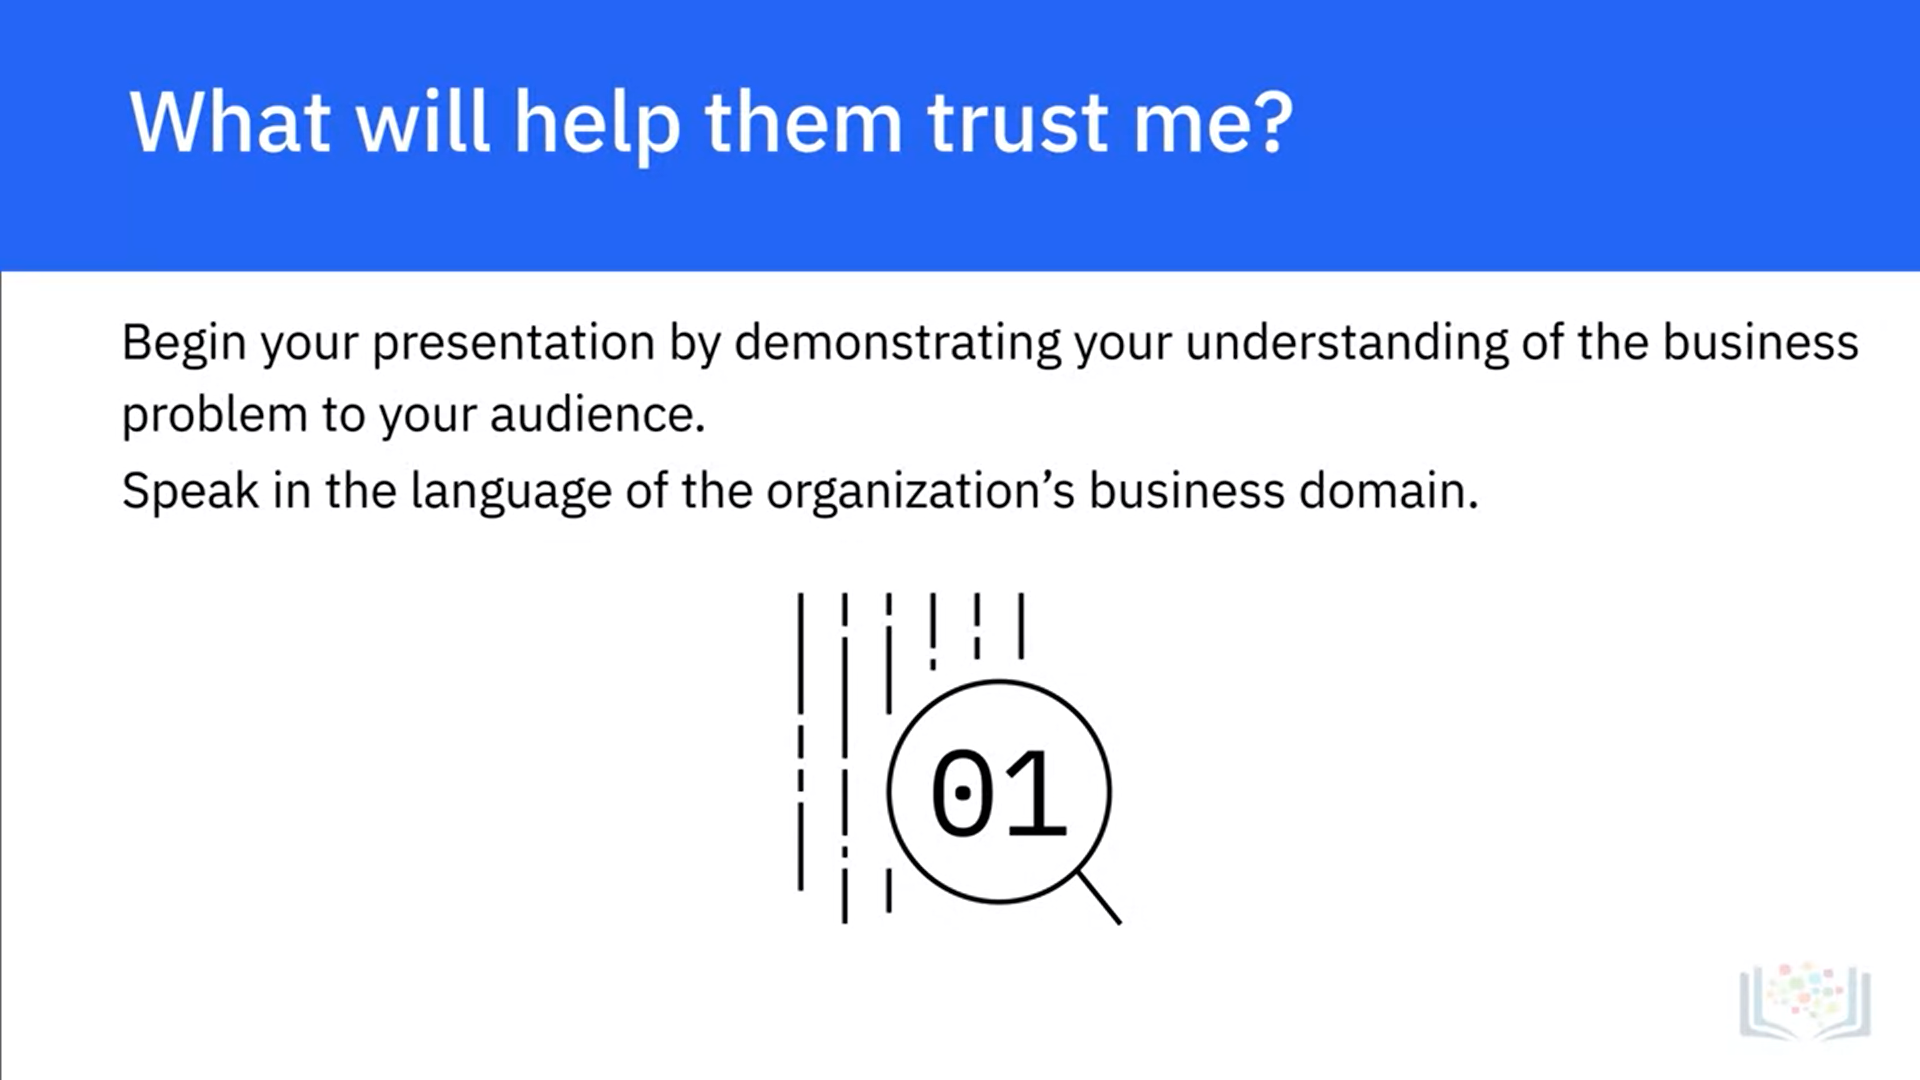 What will help them trust me?
Begin your presentation by demonstrating your understanding of the business
problem to your audience.
Speak in the language of the organization’s business domain.
01